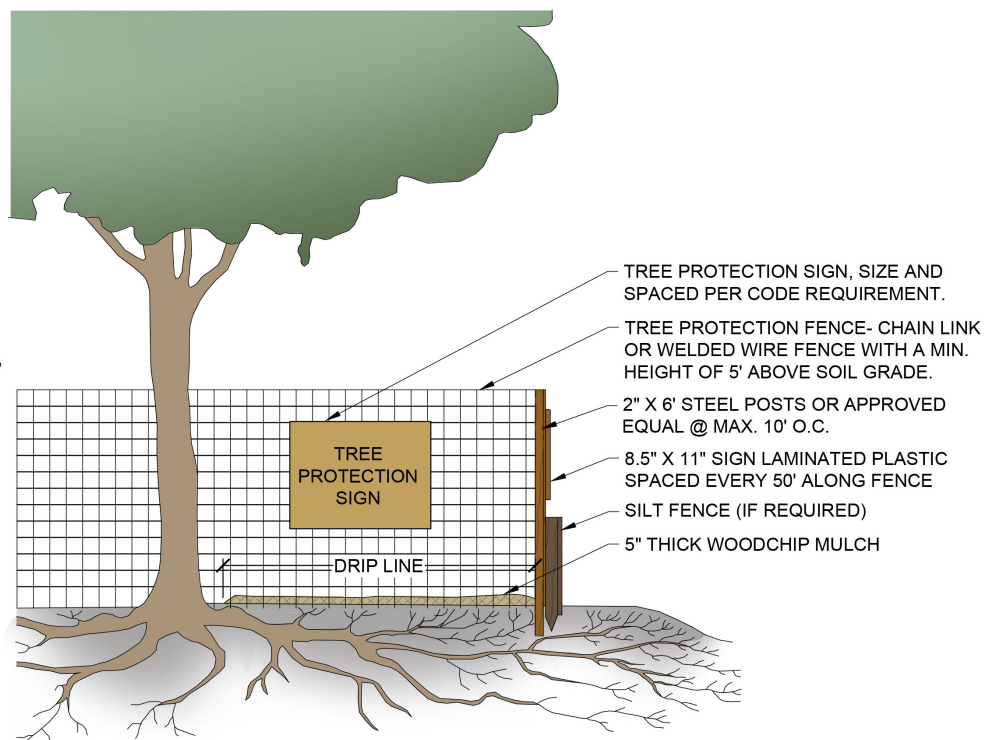 TREE PROTECTION SIGN, SIZE AND
SPACED PER CODE REQUIREMENT.
TREE PROTECTION FENCE- CHAIN LINK
OR WELDED WIRE FENCE WITH A MIN.
HEIGHT OF 5' ABOVE SOIL GRADE.
2" X 6' STEEL POSTS OR APPROVED
EQUAL @ MAX. 10' O.C.
8.5" X 11" SIGN LAMINATED PLASTIC
SPACED EVERY 50' ALONG FENCE
SILT FENCE (IF REQUIRED)
5" THICK WOODCHIP MULCH
TREE
PROTECTION
SIGN
DRIP LINE